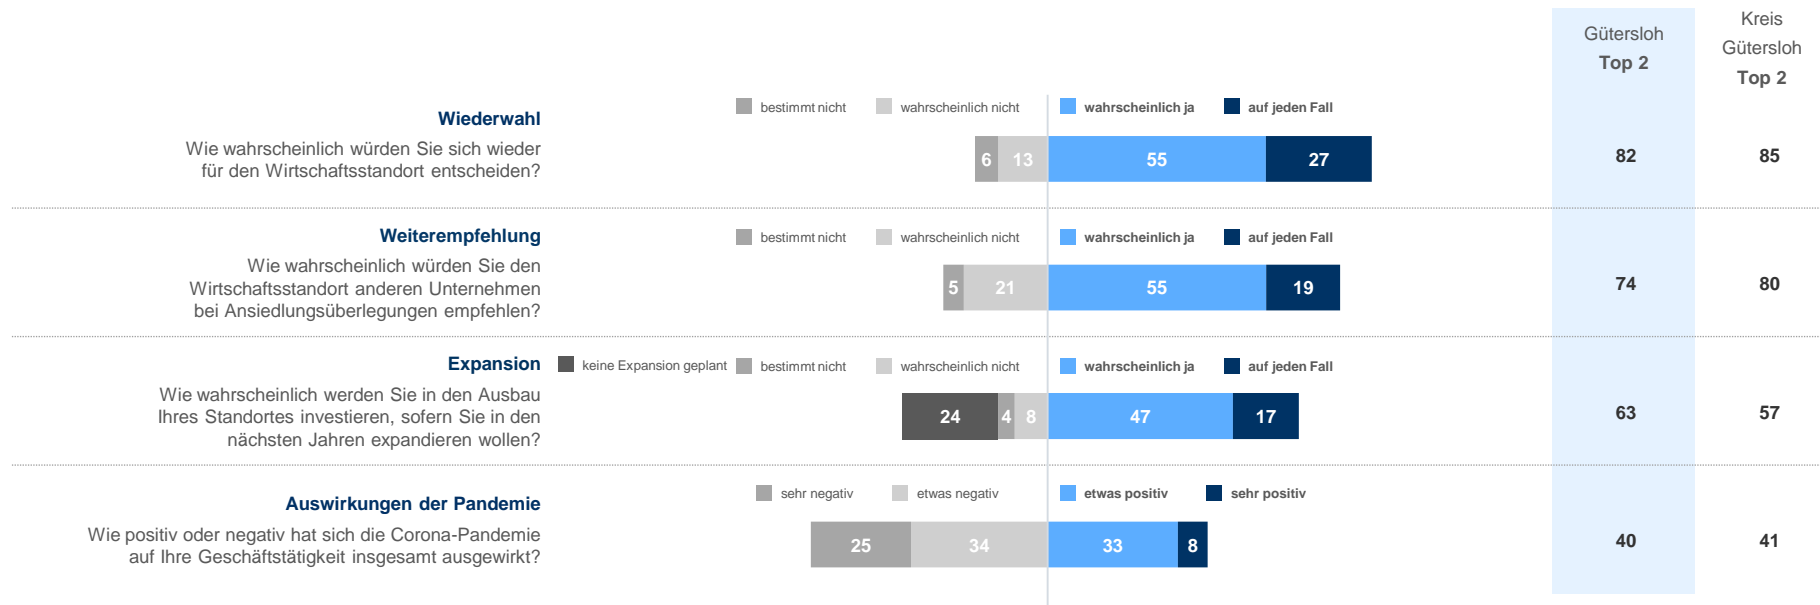 Gütersloh
Top 2
Kreis
Gütersloh
Top 2
Wiederwahl
Wie wahrscheinlich würden Sie sich wieder
für den Wirtschaftsstandort entscheiden?
bestimmt nicht wahrscheinlich nicht wahrscheinlich ja auf jeden Fall
6 13 55 27
82 85
Weiterempfehlung
Wie wahrscheinlich würden Sie den
Wirtschaftsstandort anderen Unternehmen
bei Ansiedlungsüberlegungen empfehlen?
bestimmt nicht wahrscheinlich nicht wahrscheinlich ja auf jeden Fall
5 21 55 19
74 80
Expansion
Wie wahrscheinlich werden Sie in den Ausbau
Ihres Standortes investieren, sofern Sie in den
nächsten Jahren expandieren wollen?
keine Expansion geplant bestimmt nicht wahrscheinlich nicht wahrscheinlich ja auf jeden Fall
24 4 8 47 17
63 57
Auswirkungen der Pandemie
Wie positiv oder negativ hat sich die Corona-Pandemie
auf Ihre Geschäftstätigkeit insgesamt ausgewirkt?
sehr negativ etwas negativ etwas positiv sehr positiv
25 34 33 8
40 41